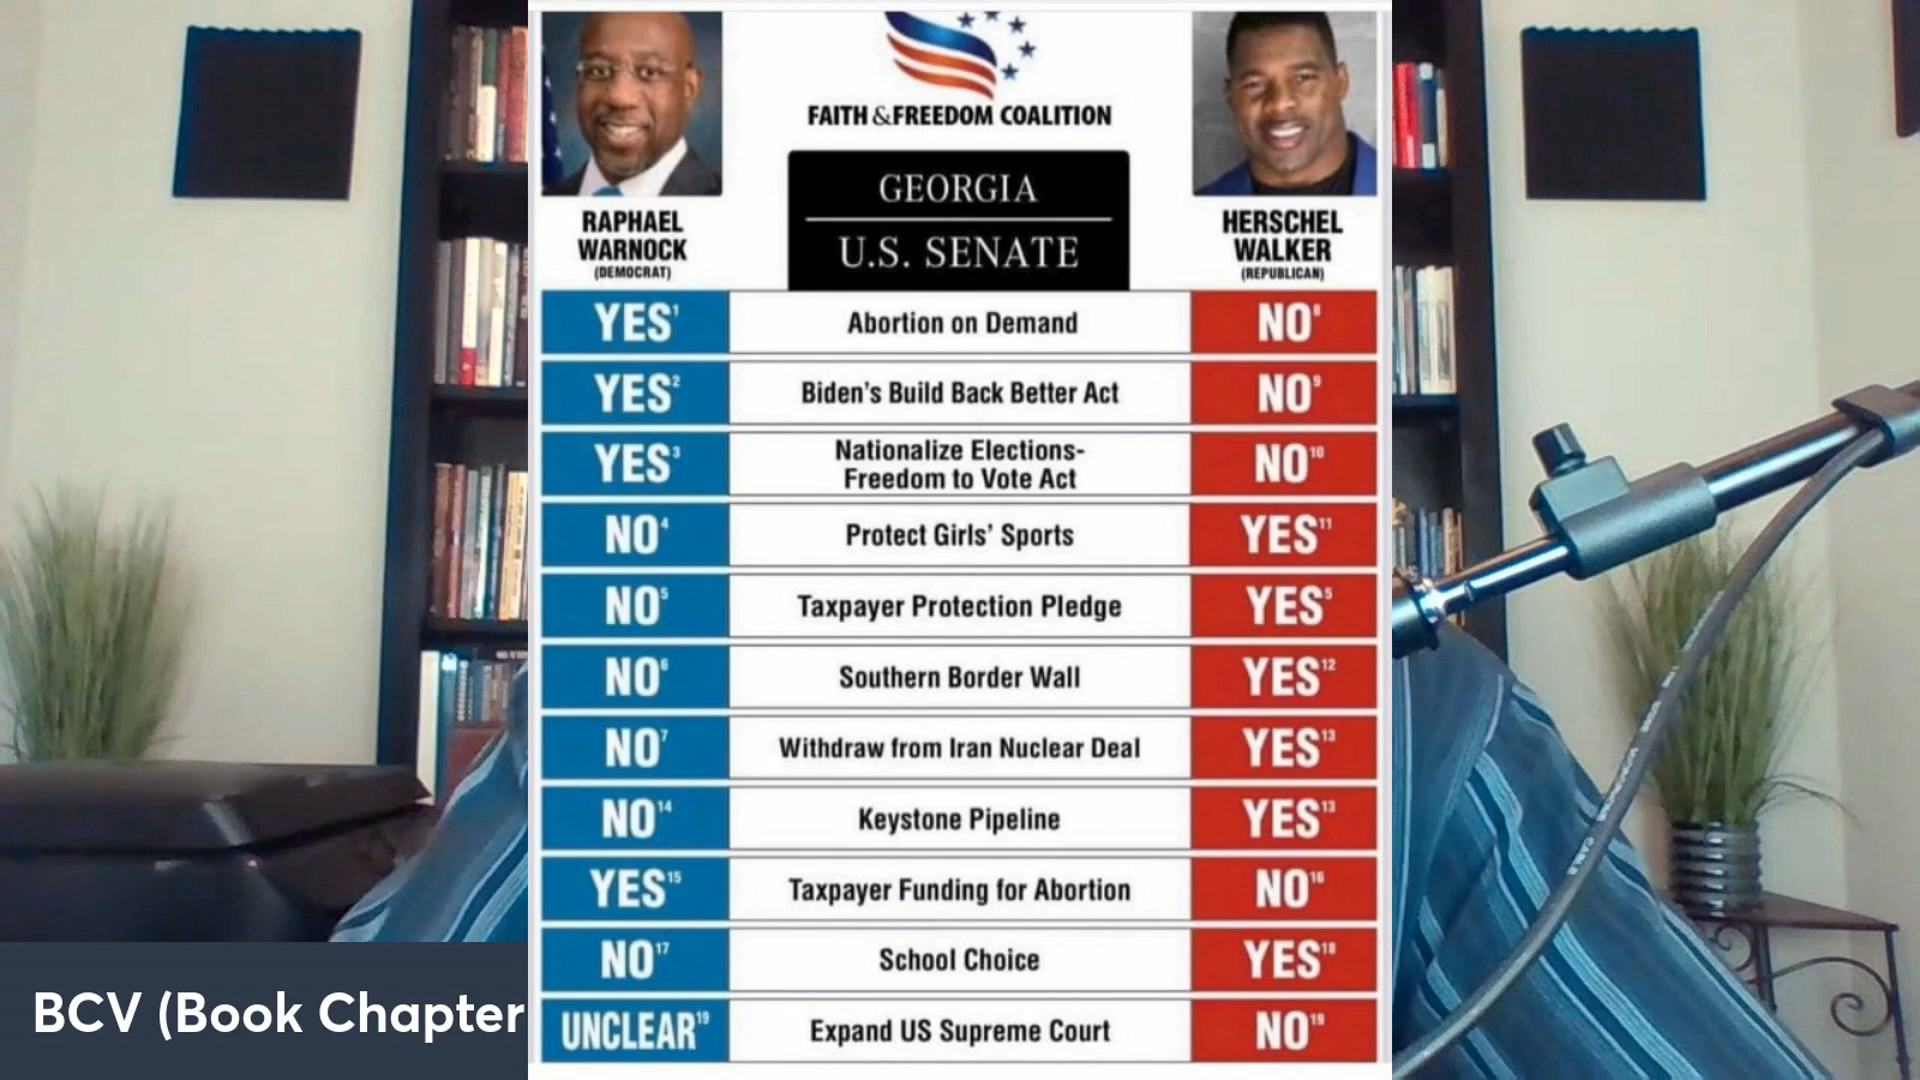 FAITH & FREEDOM COALITION
GEORGIA
U.S. SENATE
RAPHAEL
WARNOCK
(DEMOCRAT)
HERSCHEL
WALKER
(REPUBLICAN)
YES¹ Abortion on Demand NO⁸
YES² Biden's Build Back Better Act NO⁹
YES³ Nationalize Elections-
Freedom to Vote Act NO¹⁰
NO⁴ Protect Girls' Sports YES¹¹
NO⁵ Taxpayer Protection Pledge YES⁵
NO⁶ Southern Border Wall YES¹²
NO⁷ Withdraw from Iran Nuclear Deal YES¹³
NO¹⁴ Keystone Pipeline YES¹³
YES¹⁵ Taxpayer Funding for Abortion NO¹⁶
NO¹⁷ School Choice YES¹⁸
UNCLEAR¹⁹ Expand US Supreme Court NO¹⁹
BCV (Book Chapter